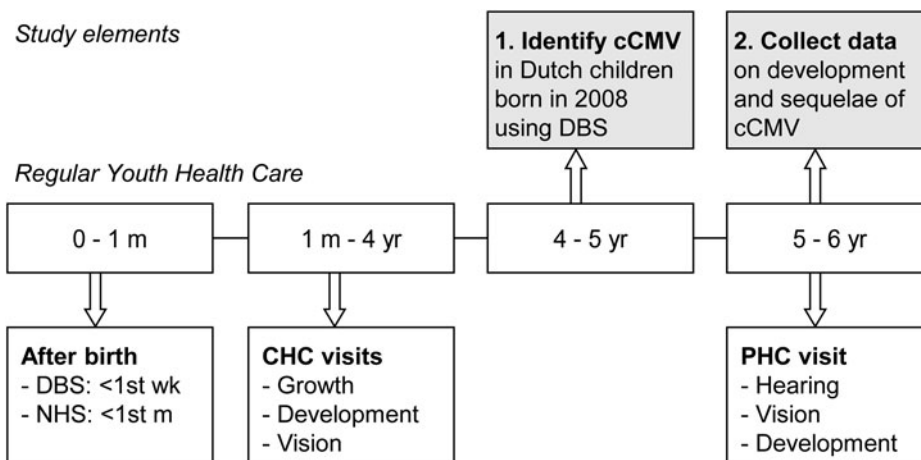 Study elements
1. Identify cCMV
in Dutch children
born in 2008
using DBS
2. Collect data
on development
and sequelae of
cCMV
Regular Youth Health Care
0 - 1 m
1 m - 4 yr
4 - 5 yr
5 - 6 yr
After birth
- DBS: <1st wk
- NHS: <1st m
CHC visits
- Growth
- Development
- Vision
PHC visit
- Hearing
- Vision
- Development